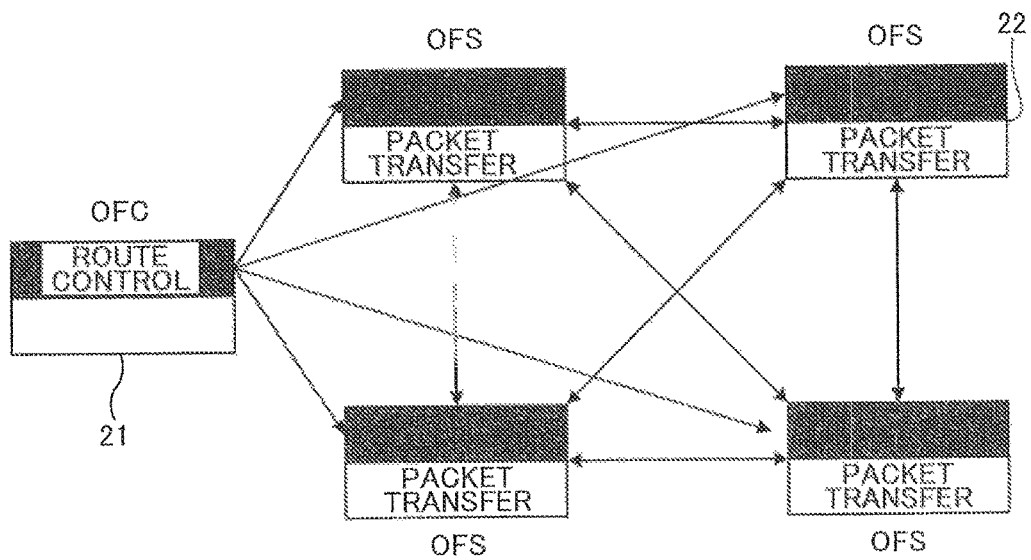 OFS
OFS
22
PACKET
TRANSFER
PACKET
TRANSFER
OFC
ROUTE
CONTROL
21
PACKET
TRANSFER
PACKET
TRANSFER
OFS
OFS